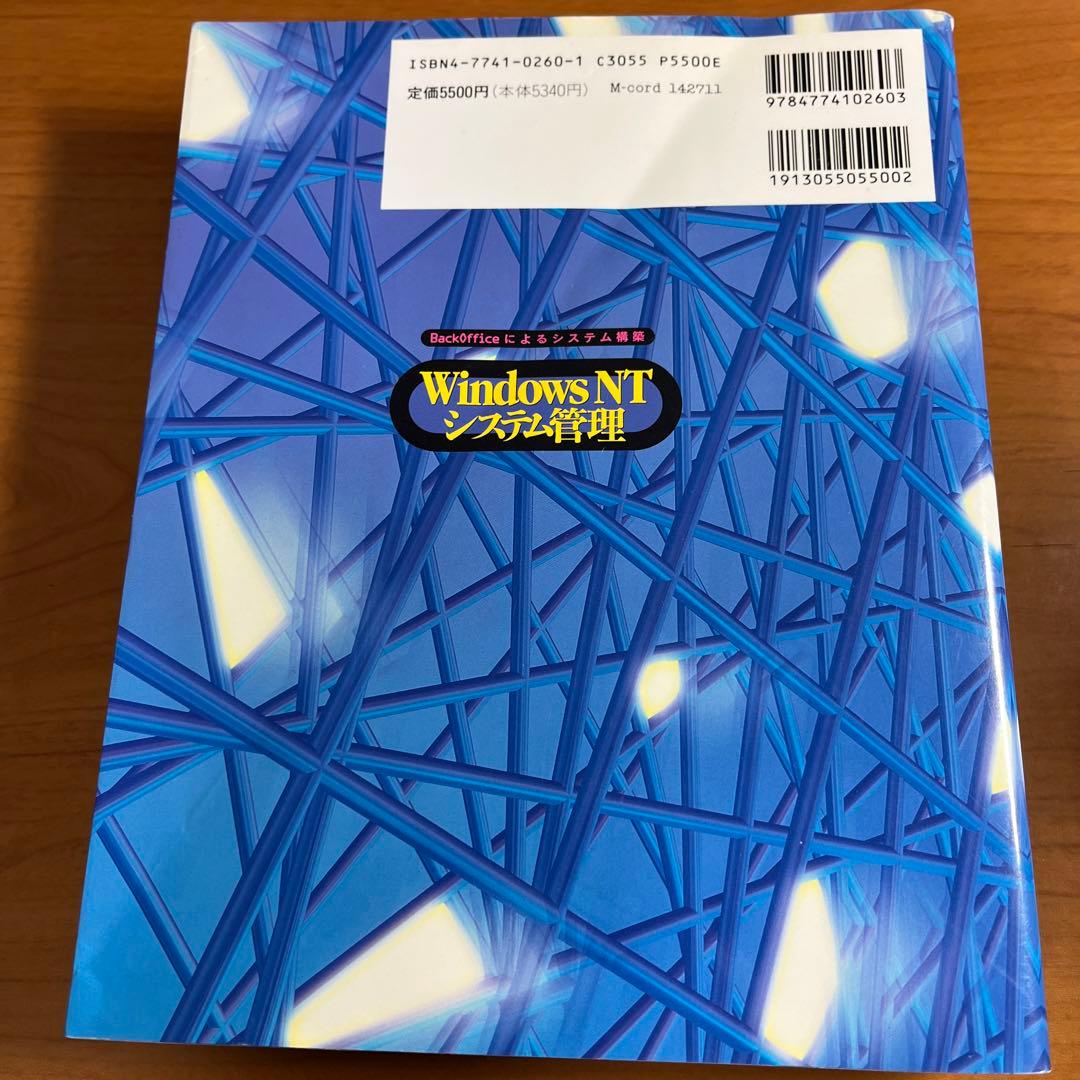 ISBN4-7741-0260-1 C3055 P5500E
定価5500円(本体5340円) M-cord 142711
9784774102603
1913055055002
BackOfficeによるシステム構築
Windows NT
システム管理